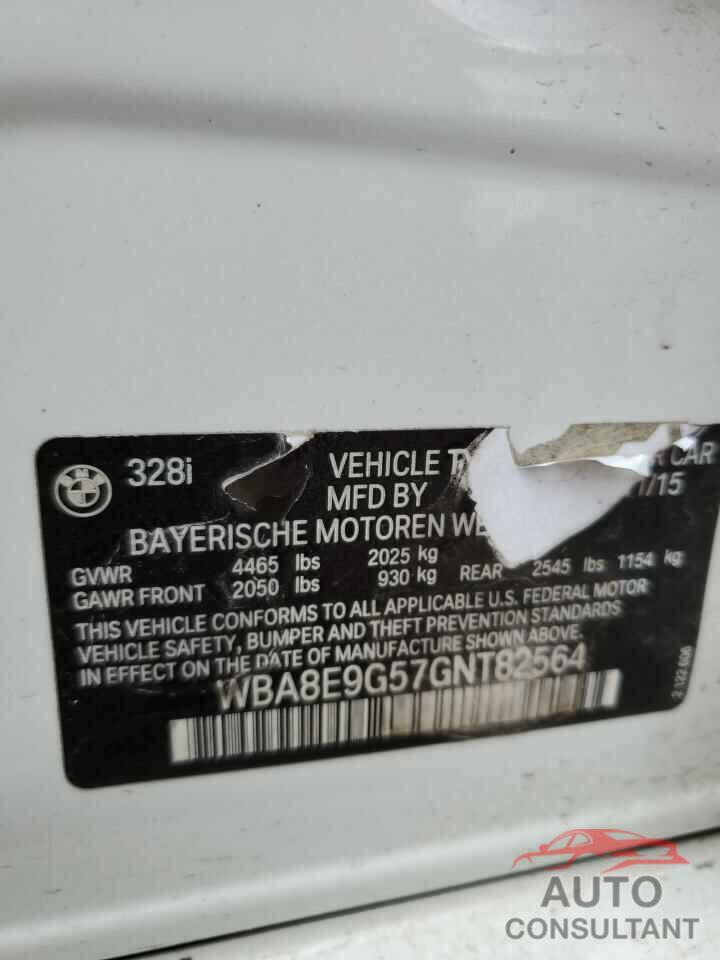 328i VEHICLE CAR
MFD BY /15
BAYERISCHE MOTOREN
GVWR 4465 lbs 2025 kg
GAWR FRONT 2050 lbs 930 kg REAR 2545 lbs 1154 kg
THIS VEHICLE CONFORMS TO ALL APPLICABLE U.S. FEDERAL MOTOR
VEHICLE SAFETY, BUMPER AND THEFT PREVENTION STANDARDS
IN EFFECT ON THE DATE OF MANUFACTURE SHOWN ABOVE.
WBA8E9G57GNT82564
AUTO
CONSULTANT